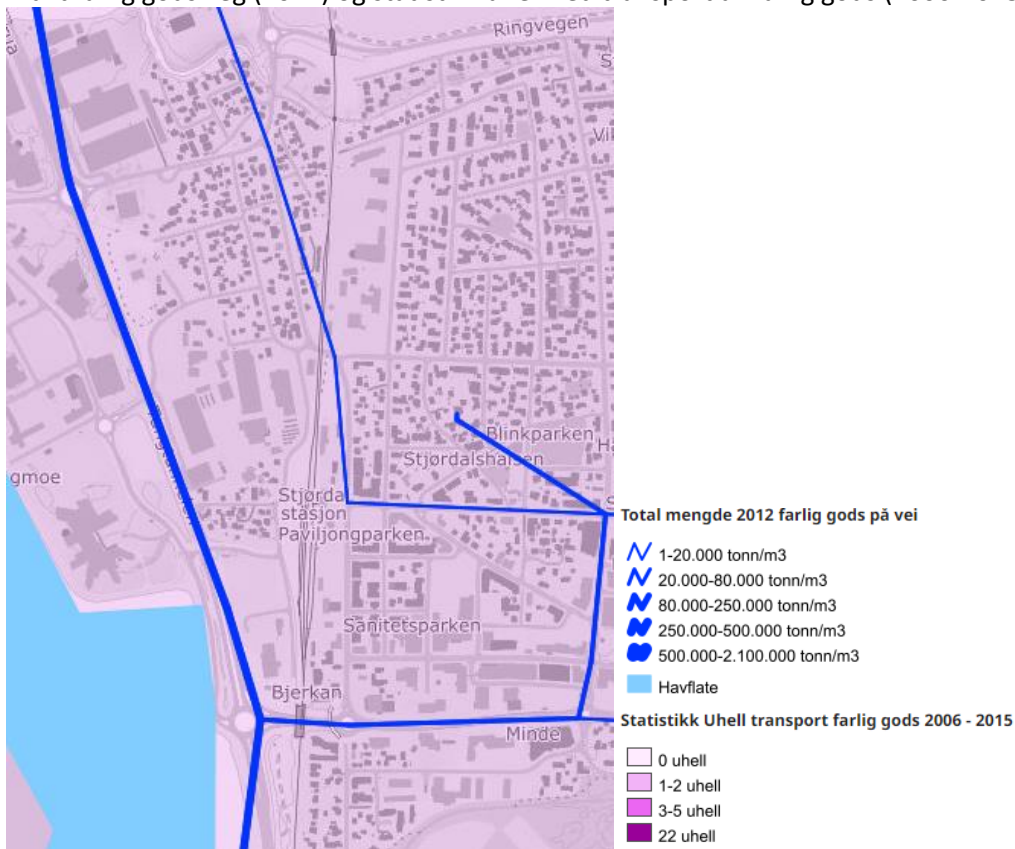 Ringvegen
Blinkparken
Stjørdalshalsen
gmoe
Stjørda
stasjon
Paviljongparken
Sanitetsparken
Bjerkan
Minde
Total mengde 2012 farlig gods på vei
1-20.000 tonn/m3
20.000-80.000 tonn/m3
80.000-250.000 tonn/m3
250.000-500.000 tonn/m3
500.000-2.100.000 tonn/m3
Havflate
Statistikk Uhell transport farlig gods 2006 - 2015
0 uhell
1-2 uhell
3-5 uhell
22 uhell